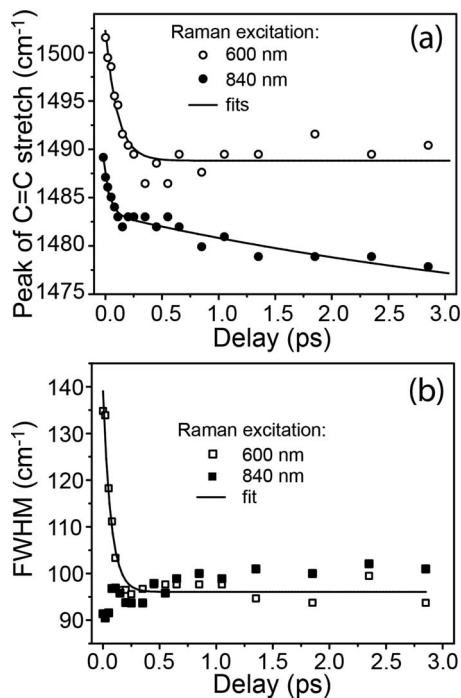 (a)
Raman excitation:
600 nm
840 nm
fits
Peak of C=C stretch (cm-1)
1500
1495
1490
1485
1480
1475
0.0 0.5 1.0 1.5 2.0 2.5 3.0
Delay (ps)
(b)
Raman excitation:
600 nm
840 nm
fit
FWHM (cm-1)
140
130
120
110
100
90
0.0 0.5 1.0 1.5 2.0 2.5 3.0
Delay (ps)